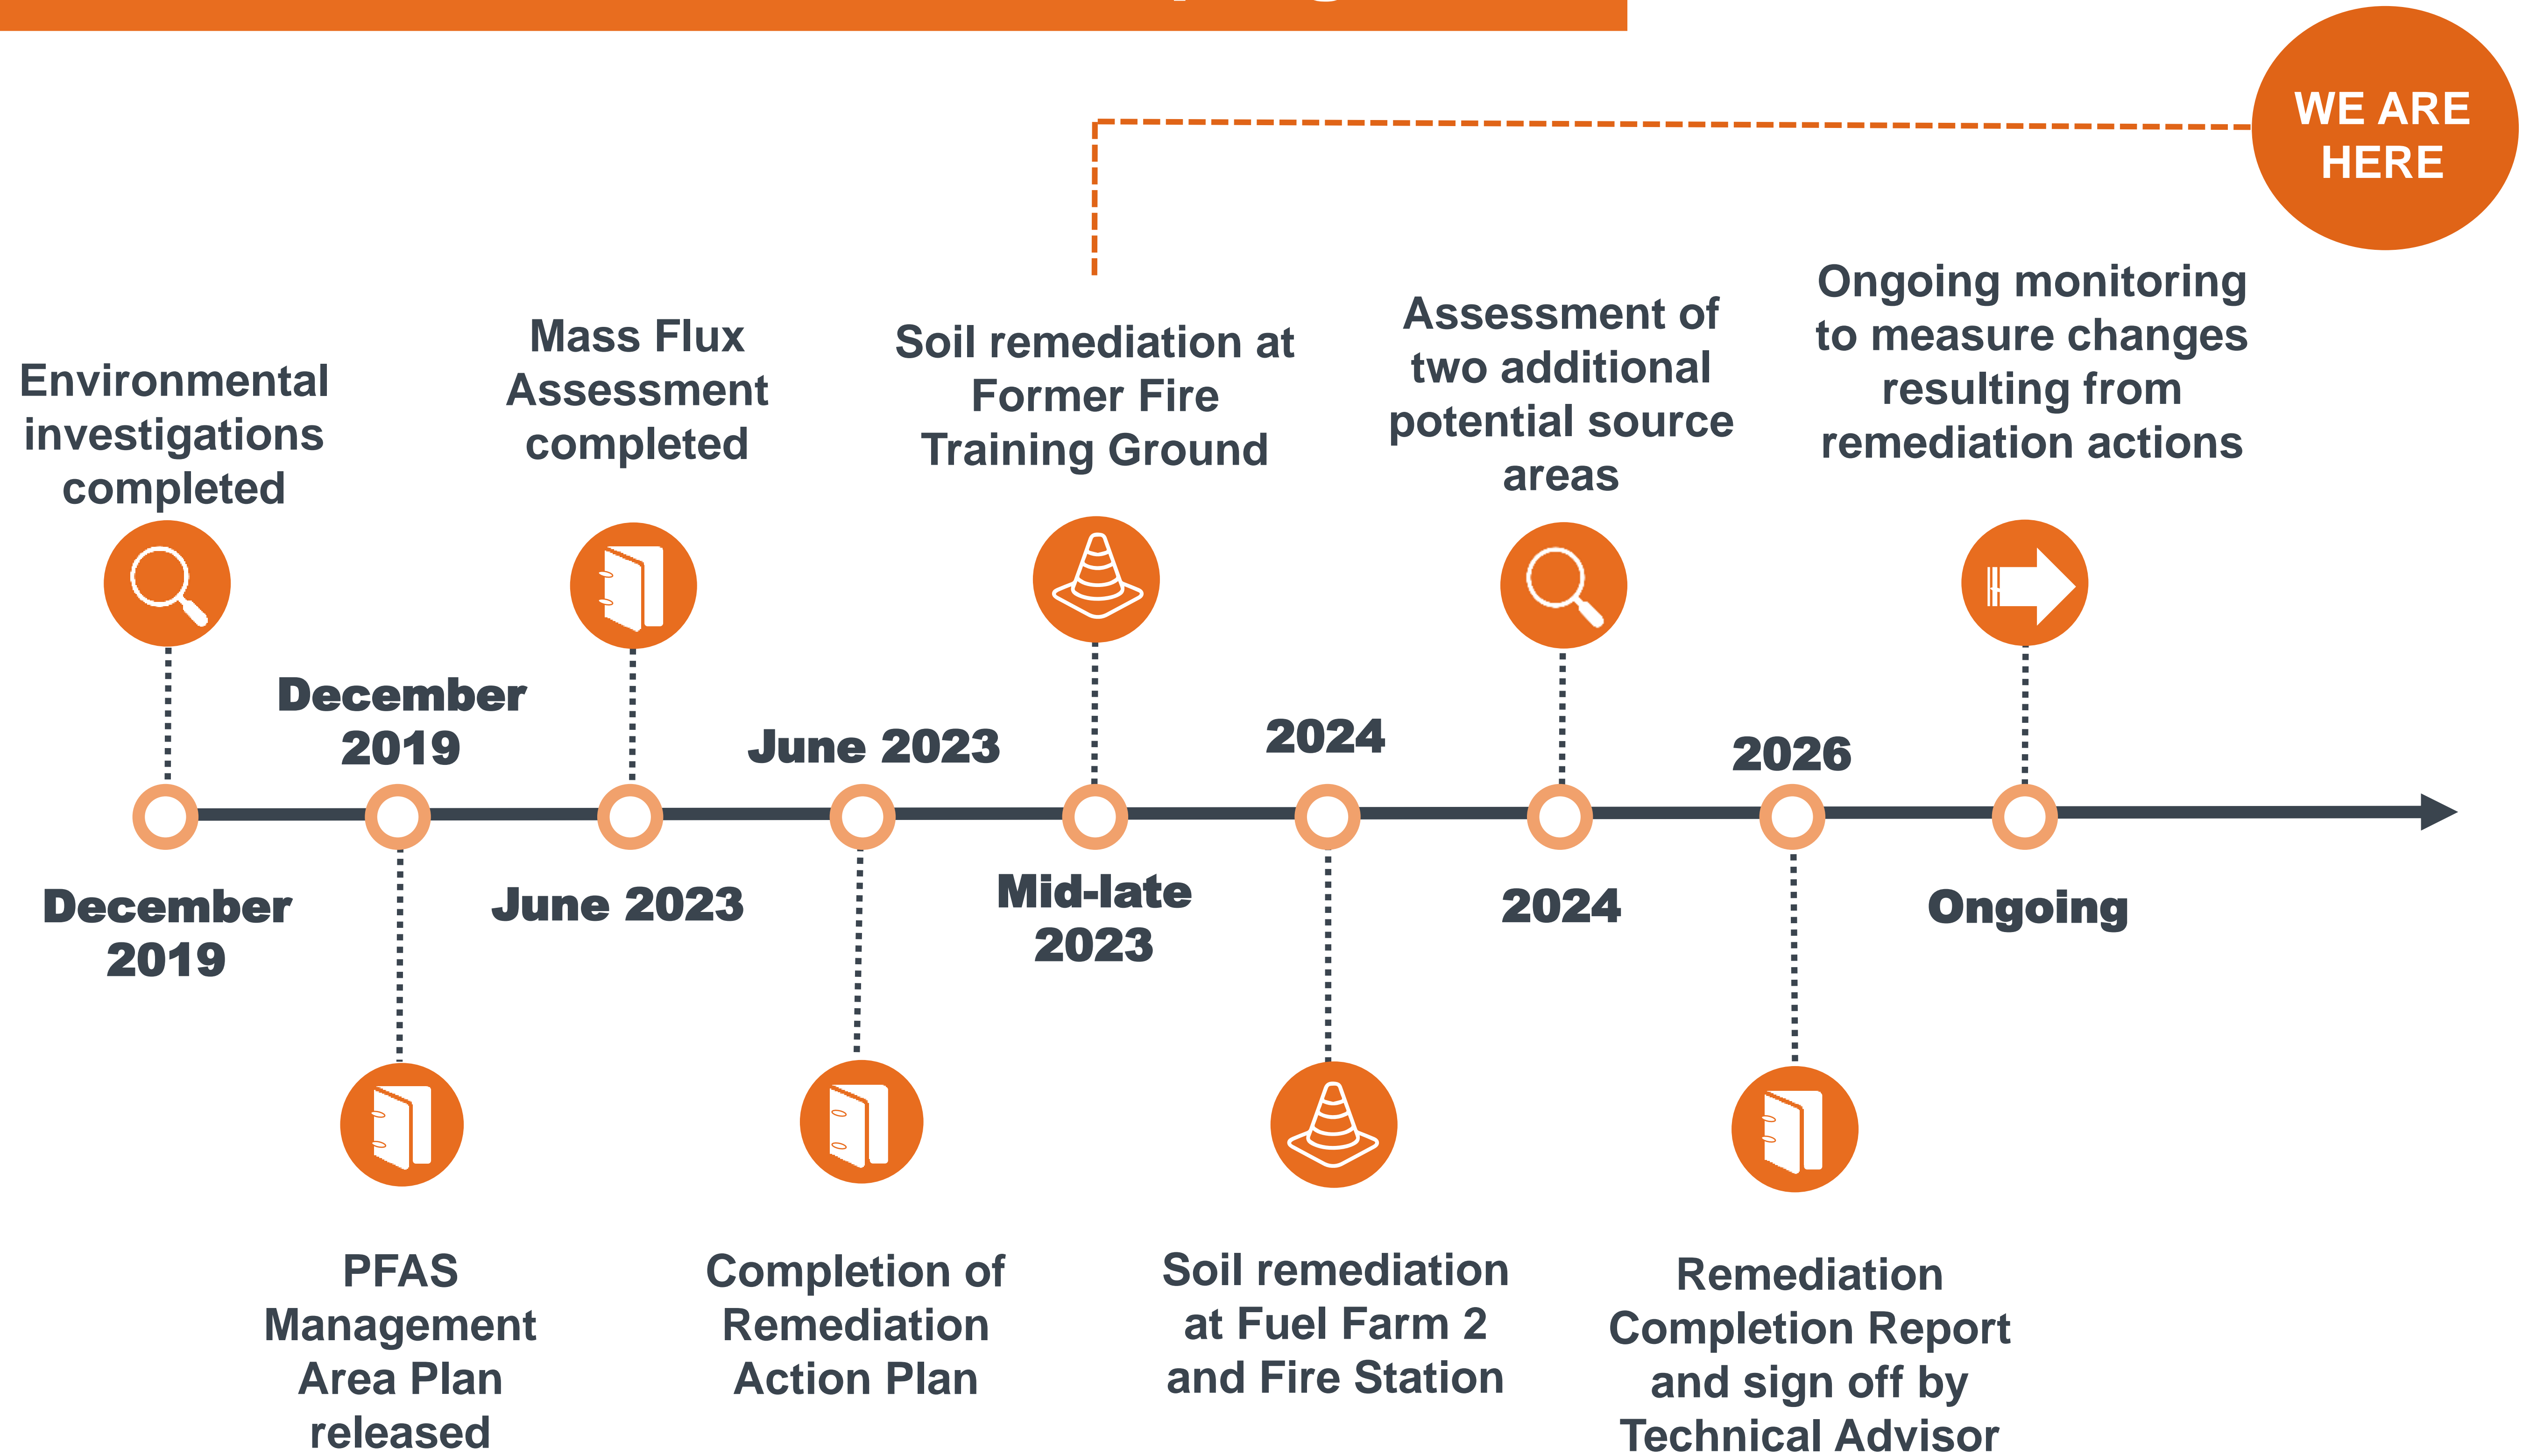 WE ARE
HERE
Environmental
investigations
completed
Mass Flux
Assessment
completed
Soil remediation at
Former Fire
Training Ground
Assessment of
two additional
potential source
areas
Ongoing monitoring
to measure changes
resulting from
remediation actions
December
2019
June 2023
2024
2026
December
2019
June 2023
Mid-late
2023
2024
Ongoing
PFAS
Management
Area Plan
released
Completion of
Remediation
Action Plan
Soil remediation
at Fuel Farm 2
and Fire Station
Remediation
Completion Report
and sign off by
Technical Advisor